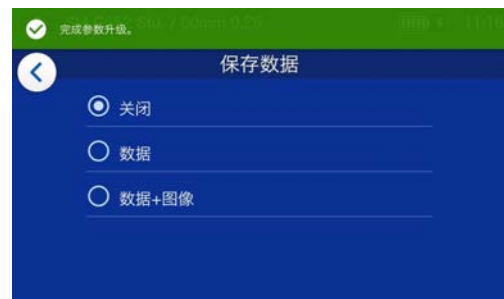 完成参数升级。
保存数据
关闭
数据
数据+图像